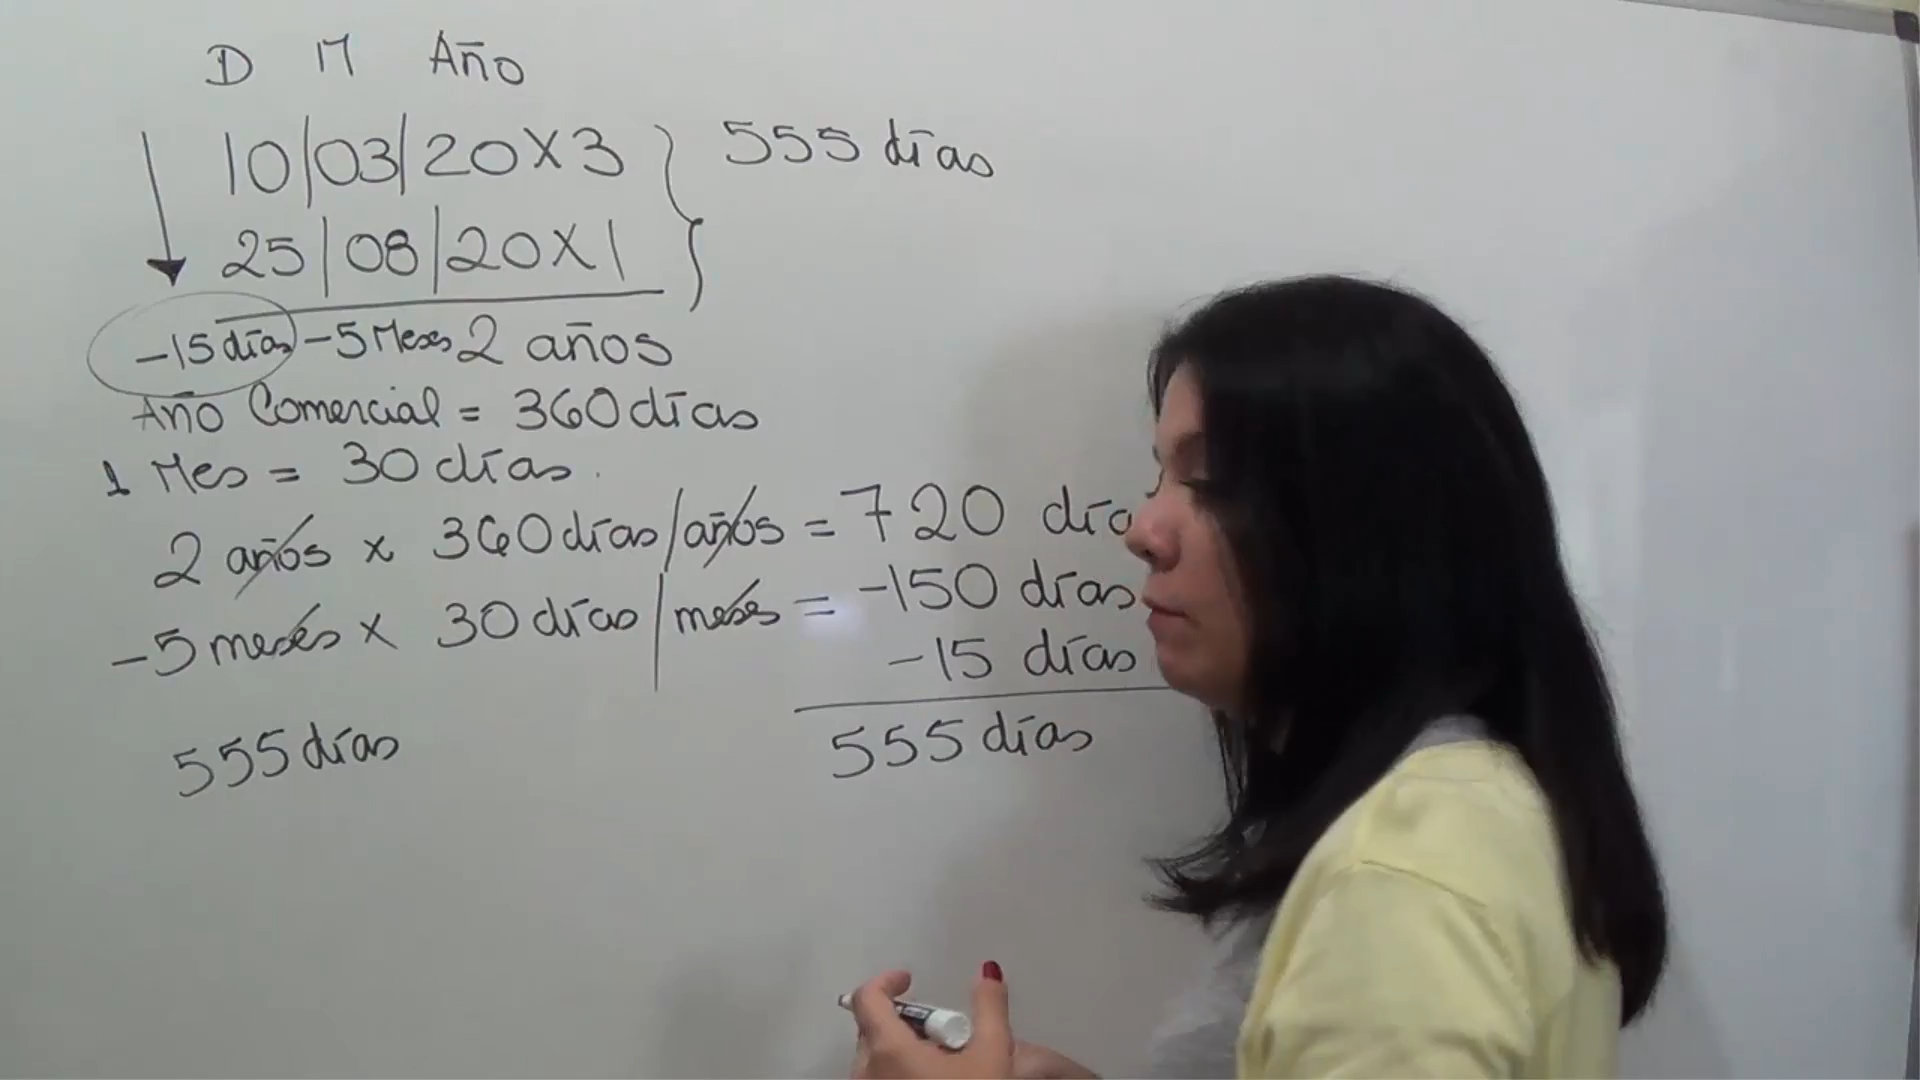 D M Año
10/03/20X3 } 555 días
25/08/20X1
-15 días -5 Meses 2 años
Año Comercial = 360 días
1 Mes = 30 días.
2 años x 360 días/años = 720 día
-5 meses x 30 días/meses = -150 días
-15 días
555 días 555 días